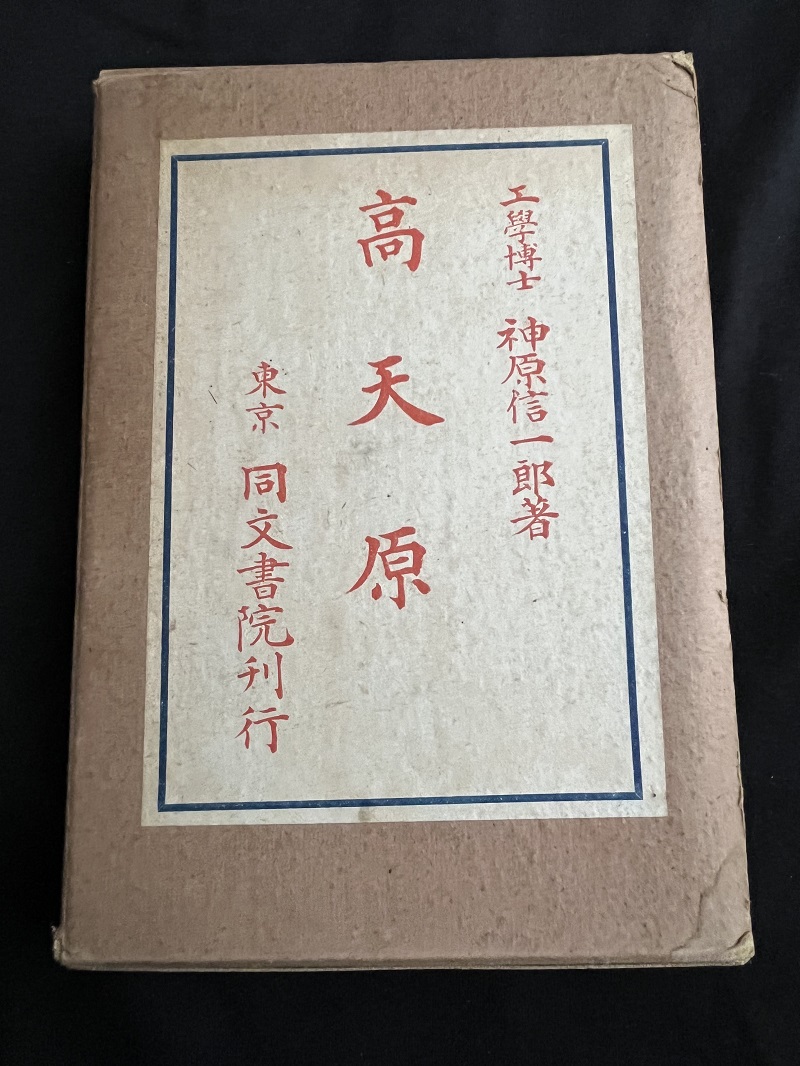 工學博士 神原信一郎著
高天原
東京 同文書院刊行